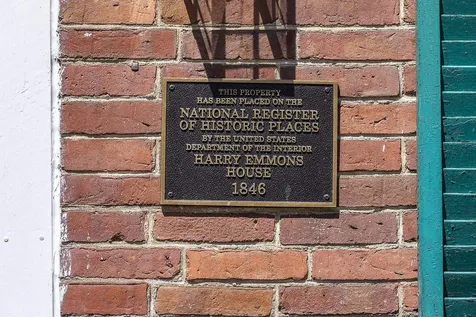 THIS PROPERTY
HAS BEEN PLACED ON THE
NATIONAL REGISTER
OF HISTORIC PLACES
BY THE UNITED STATES
DEPARTMENT OF THE INTERIOR
HARRY EMMONS
HOUSE
1846